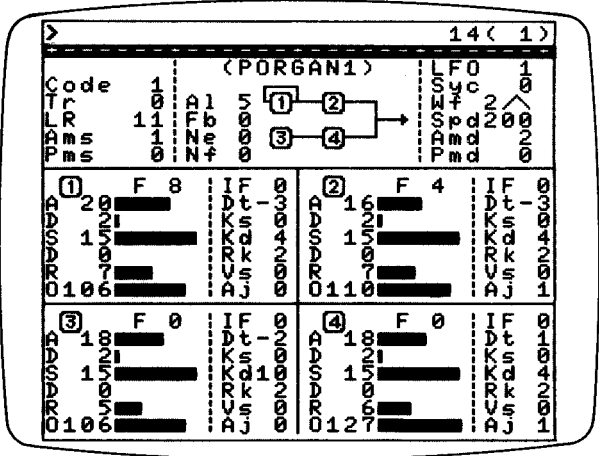 > 14( 1)
Code 1
Tr 0
LR 11
Ams 1
Pms 0
(PORGAN1)
Al 5
Fb 0
Ne 0
Nf 0
1 2
3 4
LFO 1
Syc 0
Wf 2
Spd200
Amd 2
Pmd 0
1 F 8
A 20
D 2
S 15
D 0
R 7
O106
IF 0
Dt-3
Ks 0
Kd 4
Rk 2
Vs 0
Aj 0
2 F 4
A 16
D 2
S 15
D 0
R 7
O110
IF 0
Dt-3
Ks 0
Kd 4
Rk 2
Vs 0
Aj 1
3 F 0
A 18
D 2
S 15
D 0
R 5
O106
IF 0
Dt-2
Ks 0
Kd10
Rk 2
Vs 0
Aj 0
4 F 0
A 18
D 2
S 15
D 0
R 6
O127
IF 0
Dt 1
Ks 0
Kd 4
Rk 2
Vs 0
Aj 1